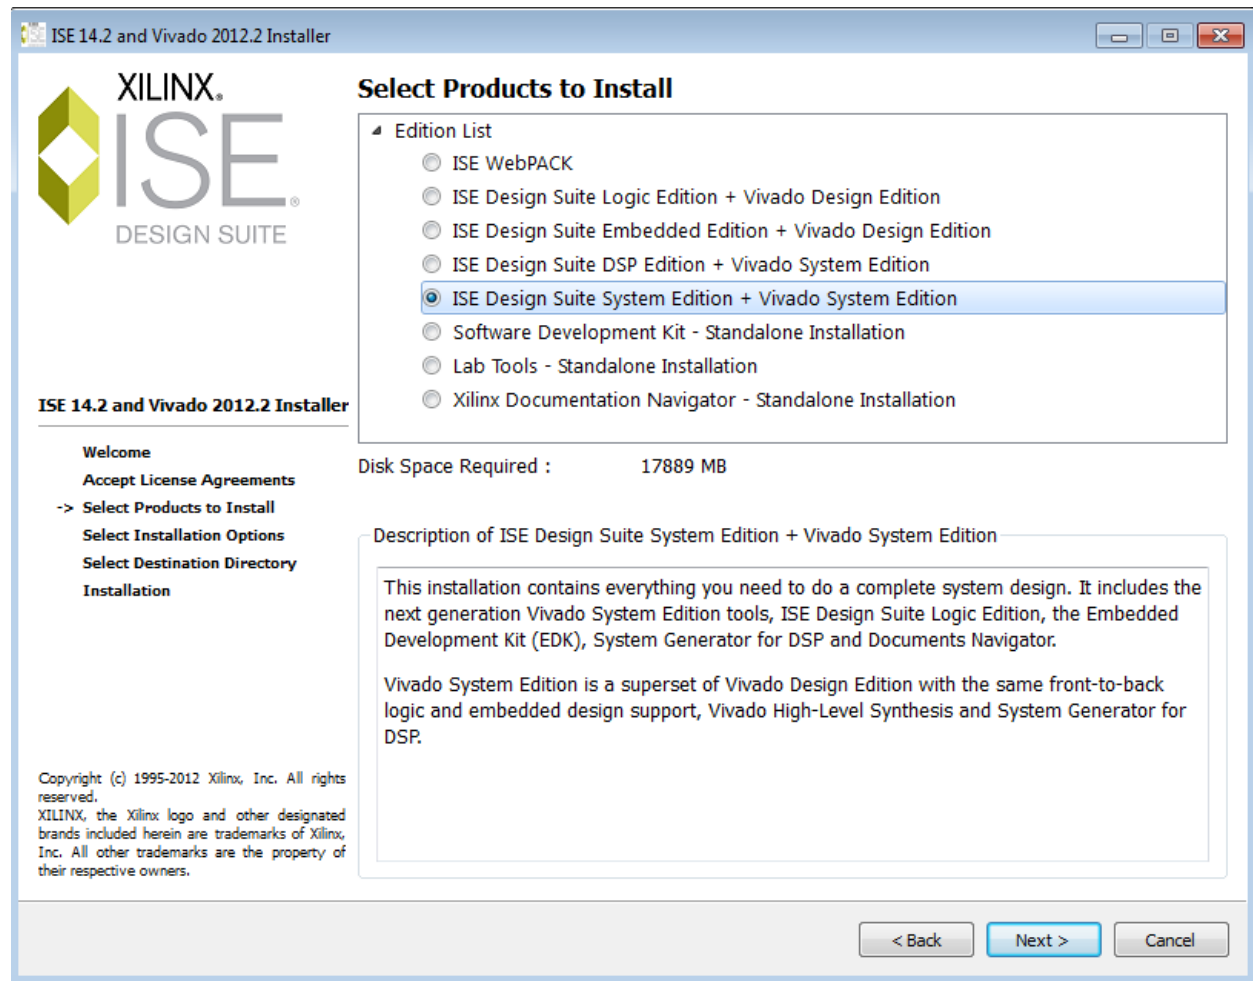 ISE 14.2 and Vivado 2012.2 Installer
XILINX®
ISE®
DESIGN SUITE
ISE 14.2 and Vivado 2012.2 Installer
Welcome
Accept License Agreements
-> Select Products to Install
Select Installation Options
Select Destination Directory
Installation
Copyright (c) 1995-2012 Xilinx, Inc. All rights
reserved.
XILINX, the Xilinx logo and other designated
brands included herein are trademarks of Xilinx,
Inc. All other trademarks are the property of
their respective owners.
Select Products to Install
Edition List
ISE WebPACK
ISE Design Suite Logic Edition + Vivado Design Edition
ISE Design Suite Embedded Edition + Vivado Design Edition
ISE Design Suite DSP Edition + Vivado System Edition
ISE Design Suite System Edition + Vivado System Edition
Software Development Kit - Standalone Installation
Lab Tools - Standalone Installation
Xilinx Documentation Navigator - Standalone Installation
Disk Space Required : 17889 MB
Description of ISE Design Suite System Edition + Vivado System Edition
This installation contains everything you need to do a complete system design. It includes the
next generation Vivado System Edition tools, ISE Design Suite Logic Edition, the Embedded
Development Kit (EDK), System Generator for DSP and Documents Navigator.
Vivado System Edition is a superset of Vivado Design Edition with the same front-to-back
logic and embedded design support, Vivado High-Level Synthesis and System Generator for
DSP.
< Back
Next >
Cancel